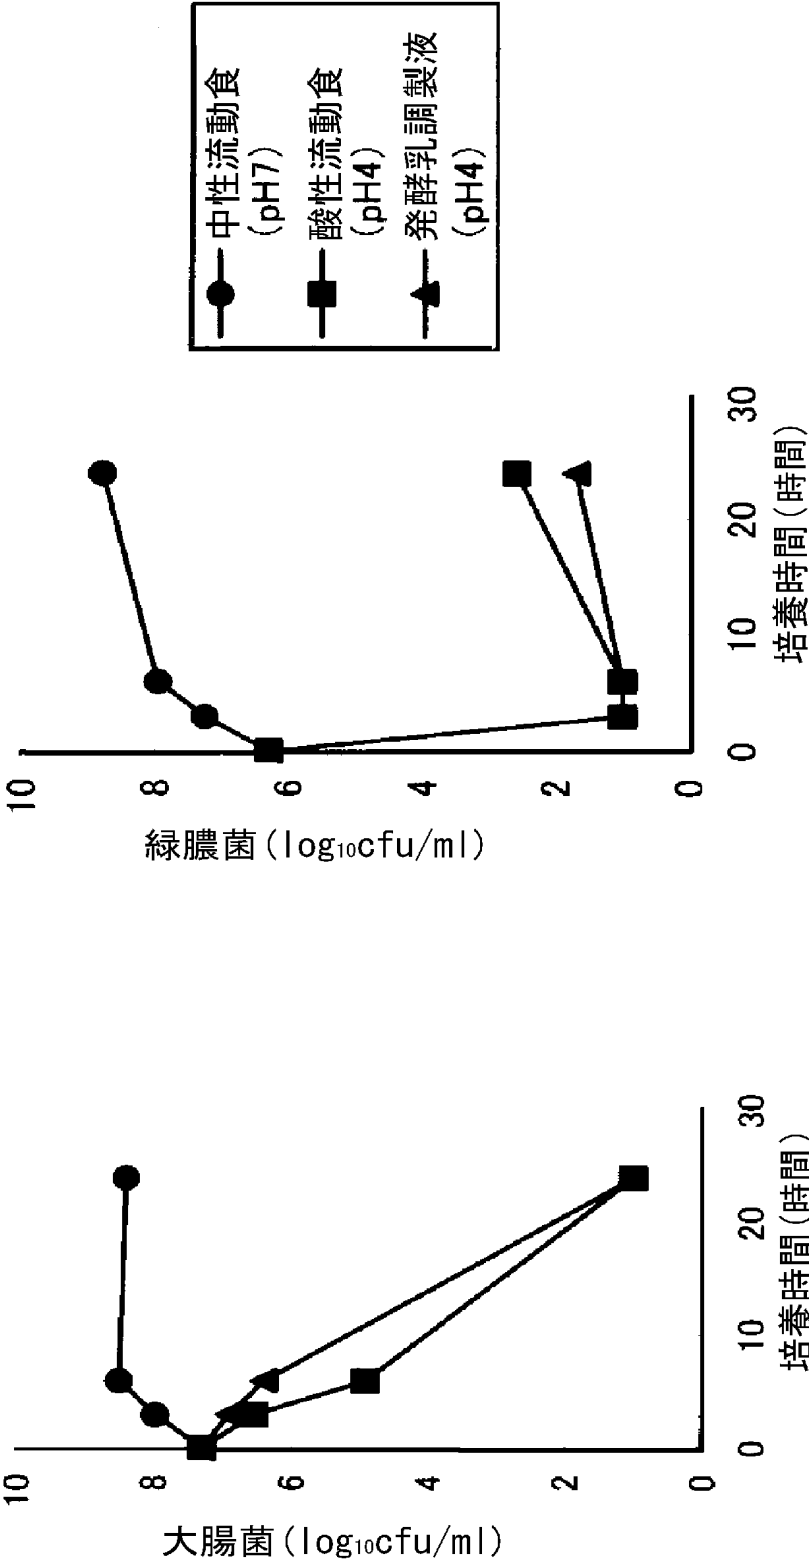 大腸菌(log₁₀cfu/ml)
10
8
6
4
2
0
0
10
20
30
培養時間(時間)
緑膿菌(log₁₀cfu/ml)
10
8
6
4
2
0
0
10
20
30
培養時間(時間)
中性流動食
(pH7)
酸性流動食
(pH4)
発酵乳調製液
(pH4)